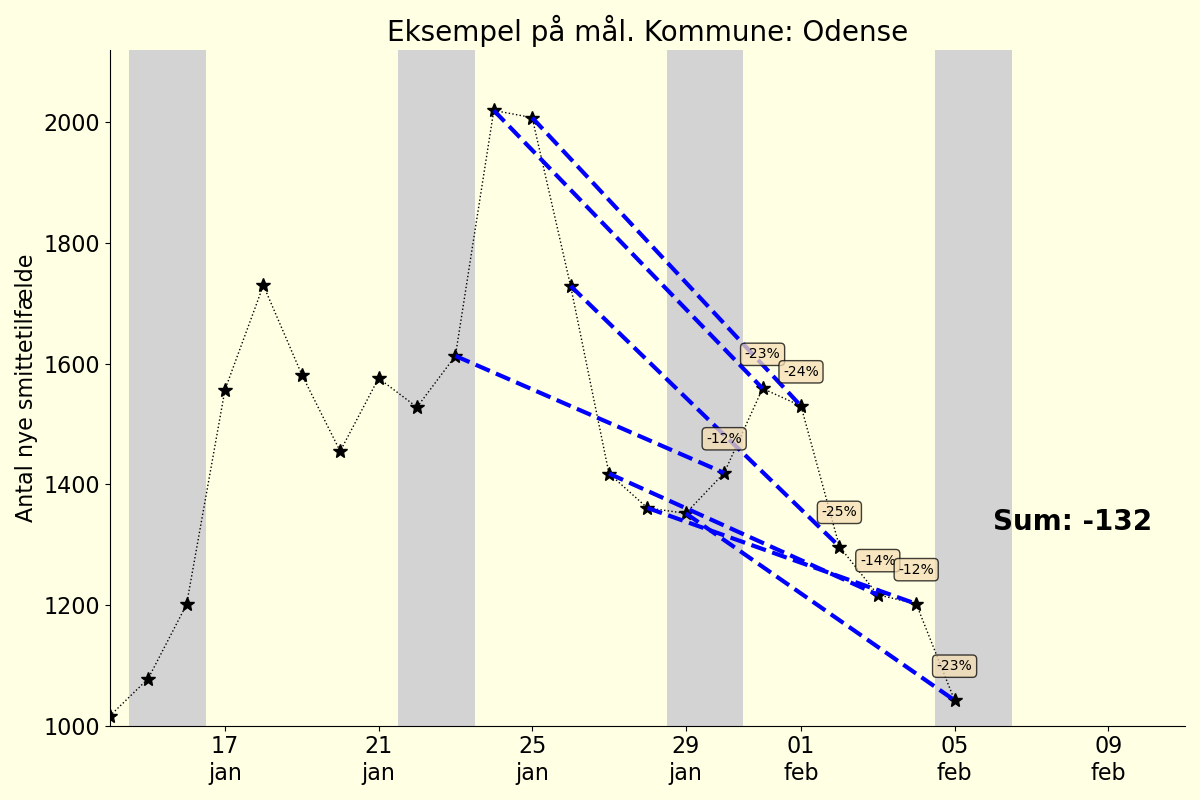 Eksempel på mål. Kommune: Odense
Antal nye smittetilfælde
2000
1800
1600
1400
1200
1000
-23%
-24%
-12%
-25%
-14%
-12%
-23%
Sum: -132
17
jan
21
jan
25
jan
29
jan
01
feb
05
feb
09
feb